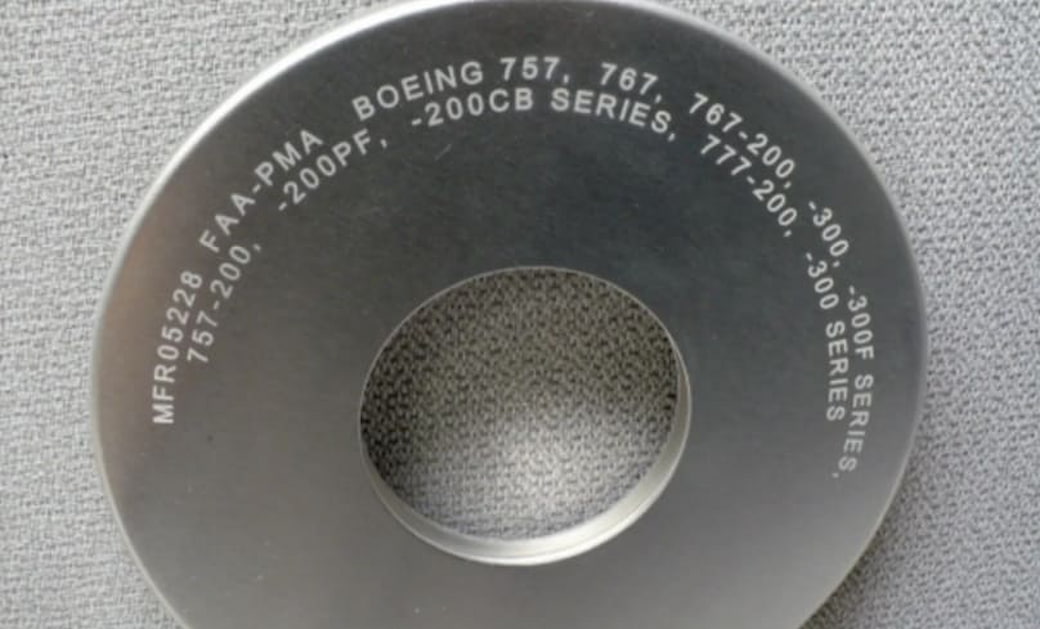 MFR05228 FAA-PMA BOEING 757, 767, 767-200, -300, -300F SERIES,
757-200, -200PF, -200CB SERIES, 777-200, -300 SERIES